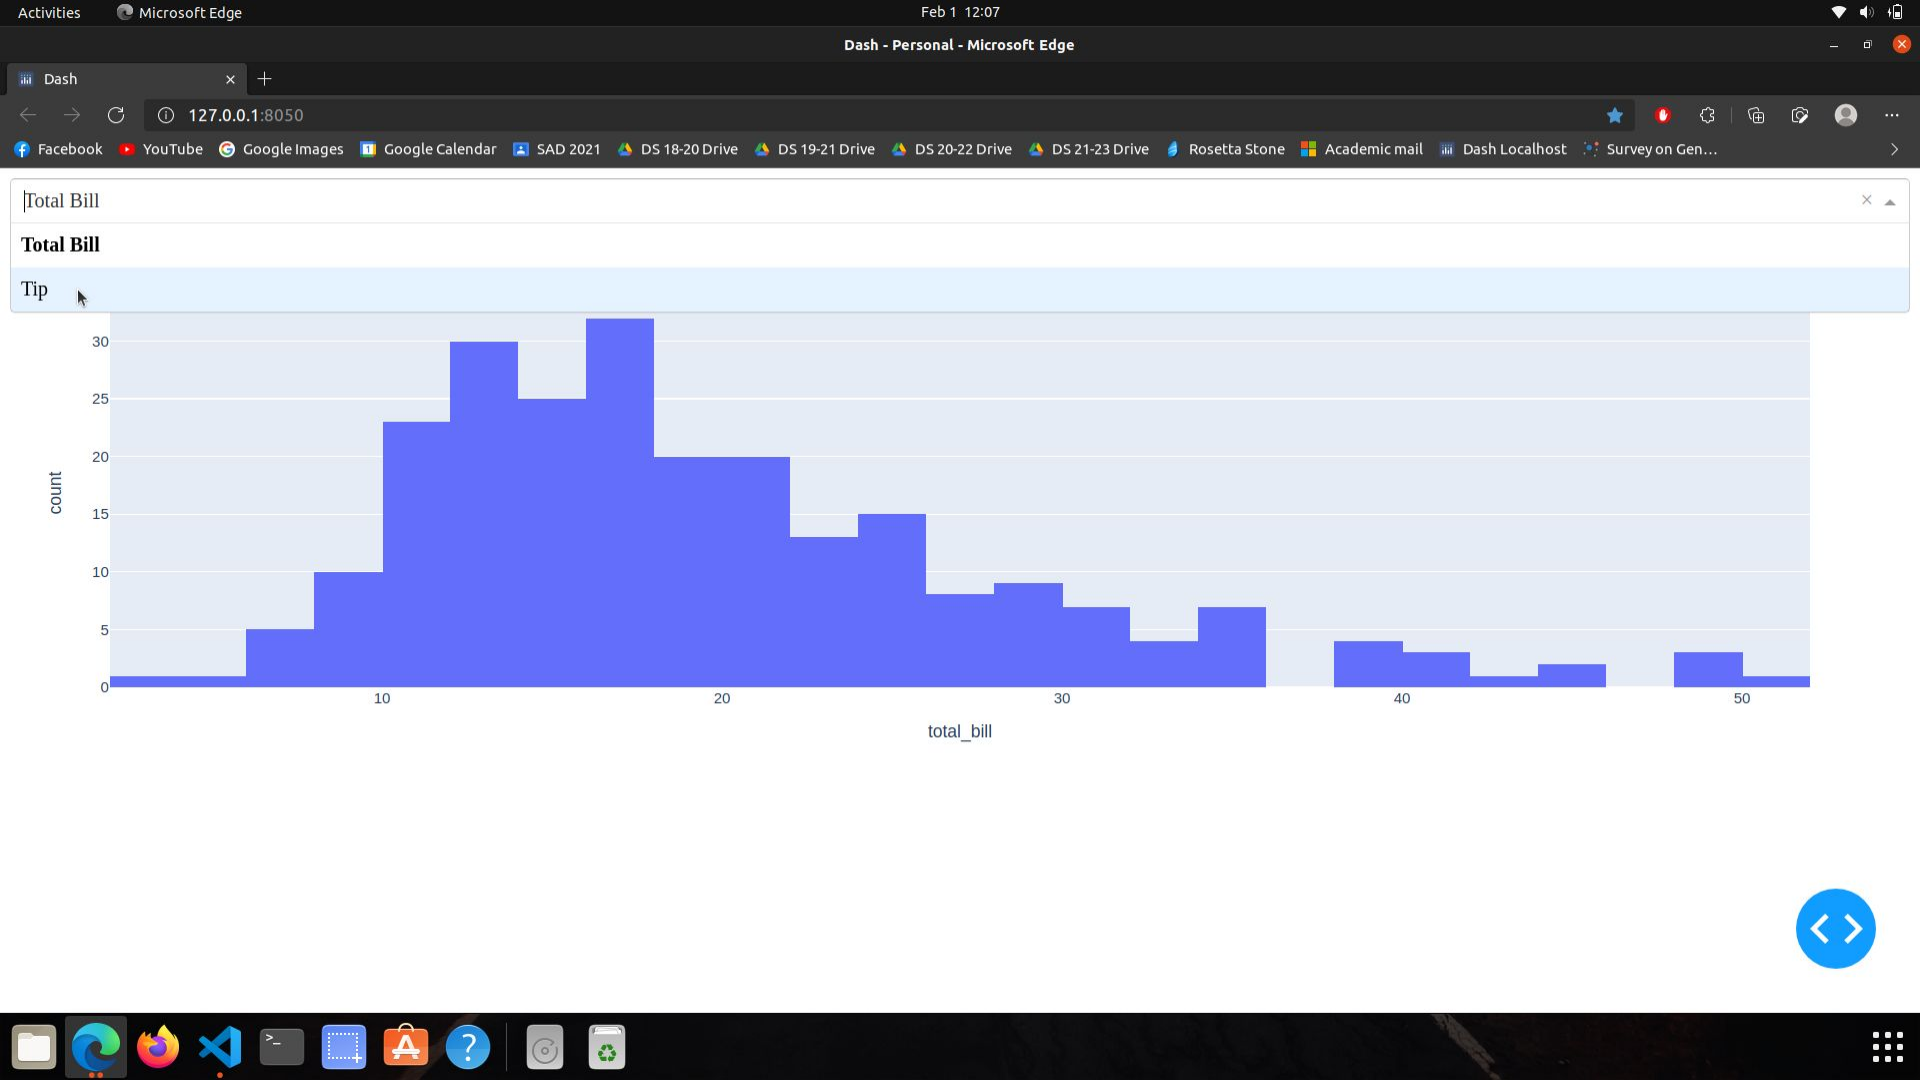 Activities Microsoft Edge Feb 1 12:07
Dash - Personal - Microsoft Edge
Dash
127.0.0.1:8050
Facebook YouTube Google Images Google Calendar SAD 2021 DS 18-20 Drive DS 19-21 Drive DS 20-22 Drive DS 21-23 Drive Rosetta Stone Academic mail Dash Localhost Survey on Gen…
Total Bill
Total Bill
Tip
30
25
20
15
10
5
0
count
10 20 30 40 50
total_bill